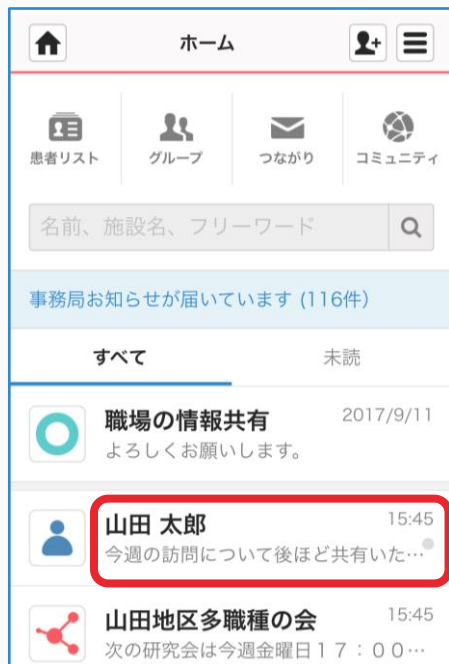 ホーム
患者リスト グループ つながり コミュニティ
名前、施設名、フリーワード
事務局お知らせが届いています (116件)
すべて 未読
職場の情報共有 2017/9/11
よろしくお願いします。
山田 太郎 15:45
今週の訪問について後ほど共有いた…
山田地区多職種の会 15:45
次の研究会は今週金曜日１７：００…